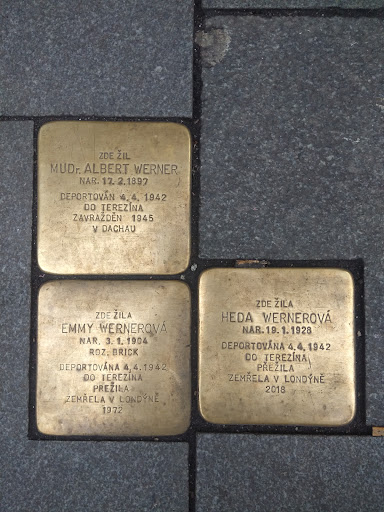 ZDE ŽIL
MUDr. ALBERT WERNER
NAR. 17. 2. 1897
DEPORTOVÁN 4. 4. 1942
DO TEREZÍNA
ZAVRAŽDĚN 1945
V DACHAU
ZDE ŽILA
EMMY WERNEROVÁ
NAR. 3. 1. 1904
ROZ. BRICK
DEPORTOVÁNA 4. 4. 1942
DO TEREZÍNA
PŘEŽILA
ZEMŘELA V LONDÝNĚ
1972
ZDE ŽILA
HEDA WERNEROVÁ
NAR. 19. 1. 1928
DEPORTOVÁNA 4. 4. 1942
DO TEREZÍNA
PŘEŽILA
ZEMŘELA V LONDÝNĚ
2018